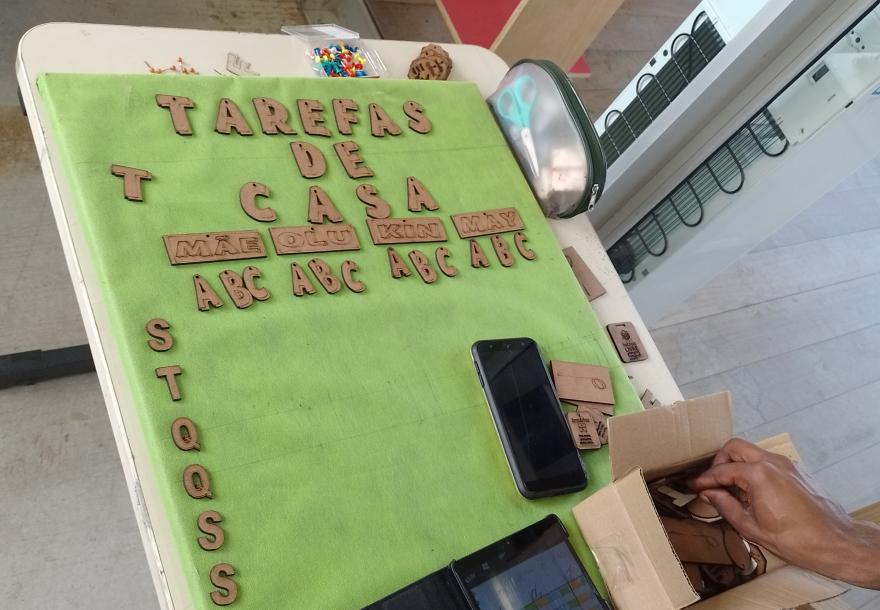 TAREFAS
DE
T
CASA
MÃE OLU KIN MAY
ABC ABC ABC ABC
S
T
Q
Q
S
S